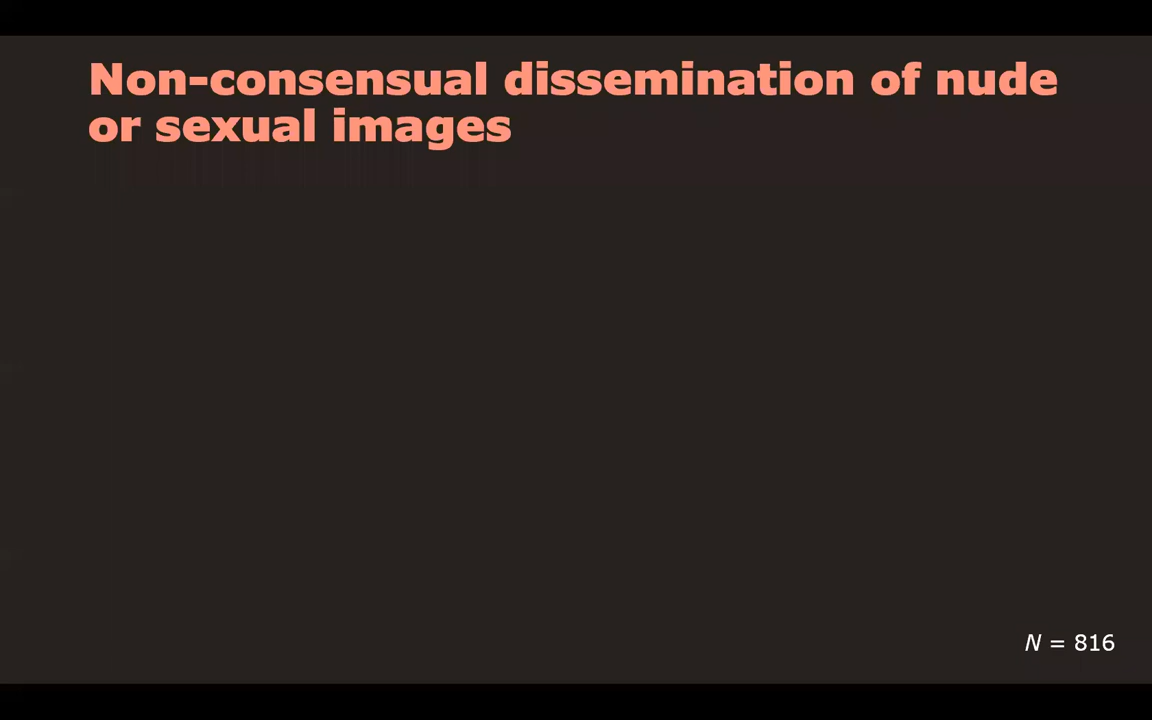 Non-consensual dissemination of nude
or sexual images
N = 816